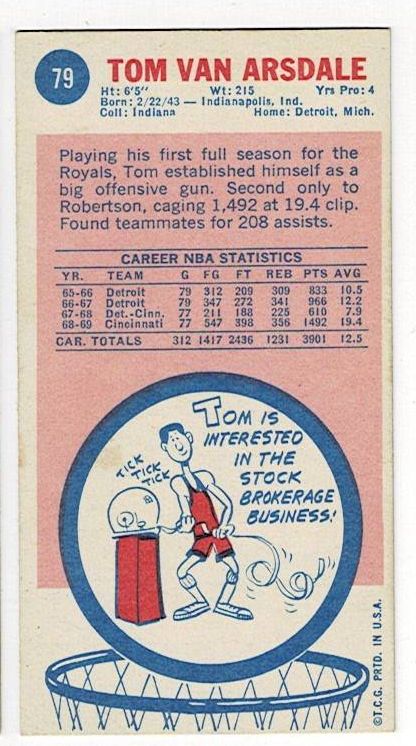 79
TOM VAN ARSDALE
Ht: 6'5" Wt: 215 Yrs Pro: 4
Born: 2/22/43 — Indianapolis, Ind.
Coll: Indiana Home: Detroit, Mich.
Playing his first full season for the
Royals, Tom established himself as a
big offensive gun. Second only to
Robertson, caging 1,492 at 19.4 clip.
Found teammates for 208 assists.
CAREER NBA STATISTICS
YR. TEAM G FG FT REB PTS AVG
65-66 Detroit 79 312 209 309 833 10.5
66-67 Detroit 79 347 272 341 966 12.2
67-68 Det.-Cinn. 77 211 188 225 610 7.9
68-69 Cincinnati 77 547 398 356 1492 19.4
CAR. TOTALS 312 1417 2436 1231 3901 12.5
TOM IS
INTERESTED
IN THE
STOCK
BROKERAGE
BUSINESS!
TICK
TICK
TICK
©T.C.G. PRTD. IN U.S.A.